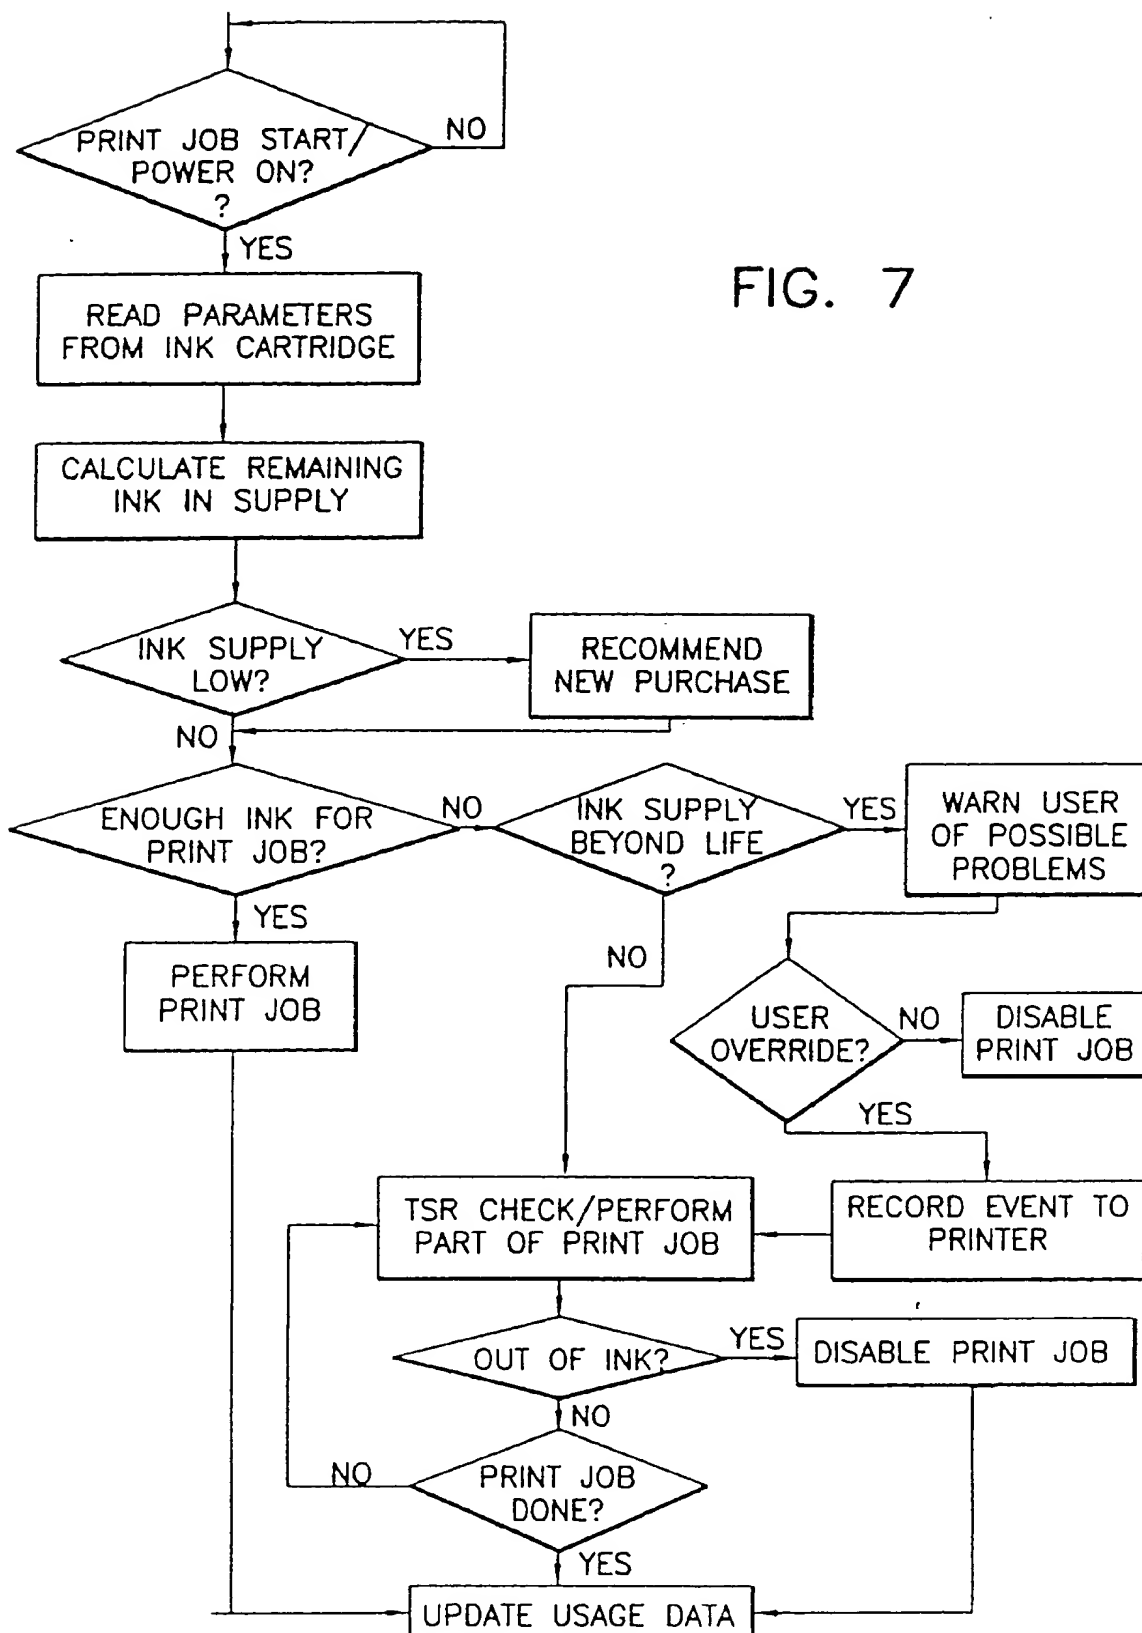 PRINT JOB START/
POWER ON?
?
NO
YES
FIG. 7
READ PARAMETERS
FROM INK CARTRIDGE
CALCULATE REMAINING
INK IN SUPPLY
INK SUPPLY
LOW?
YES
RECOMMEND
NEW PURCHASE
NO
ENOUGH INK FOR
PRINT JOB?
NO
INK SUPPLY
BEYOND LIFE
?
YES
WARN USER
OF POSSIBLE
PROBLEMS
YES
PERFORM
PRINT JOB
NO
USER
OVERRIDE?
NO
DISABLE
PRINT JOB
YES
TSR CHECK/PERFORM
PART OF PRINT JOB
RECORD EVENT TO
PRINTER
OUT OF INK?
YES
DISABLE PRINT JOB
NO
PRINT JOB
DONE?
NO
YES
UPDATE USAGE DATA